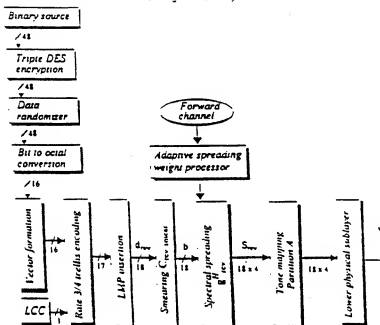 Binary source
/48
Triple DES
encryption
/48
Data
randomizer
/48
Bit to octal
conversion
/16
Forward
channel
Adaptive spreading
weight processor
Vector formation
16
LCC
1
Rate 3/4 trellis encoding
17
LMP insertion
d
18
Smearing
b
18
Spectral spreading
18 x 4
Tone mapping
Partition A
18 x 4
Lower physical sublayer